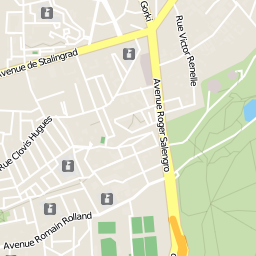 Gorki
Rue Victor Renelle
Avenue de Stalingrad
Avenue Roger Salengro
Rue Clovis Hugues
Avenue Romain Rolland